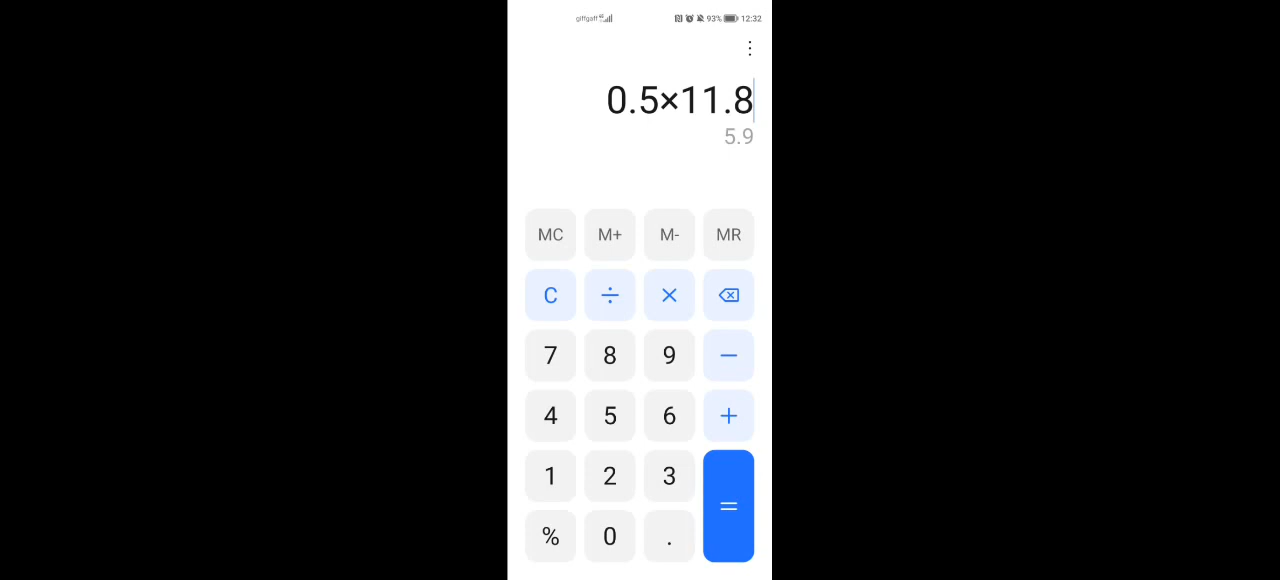 giffgaff 93% 12:32
0.5×11.8
5.9
MC M+ M- MR
C ÷ ×
7 8 9 −
4 5 6 +
1 2 3 =
% 0 .